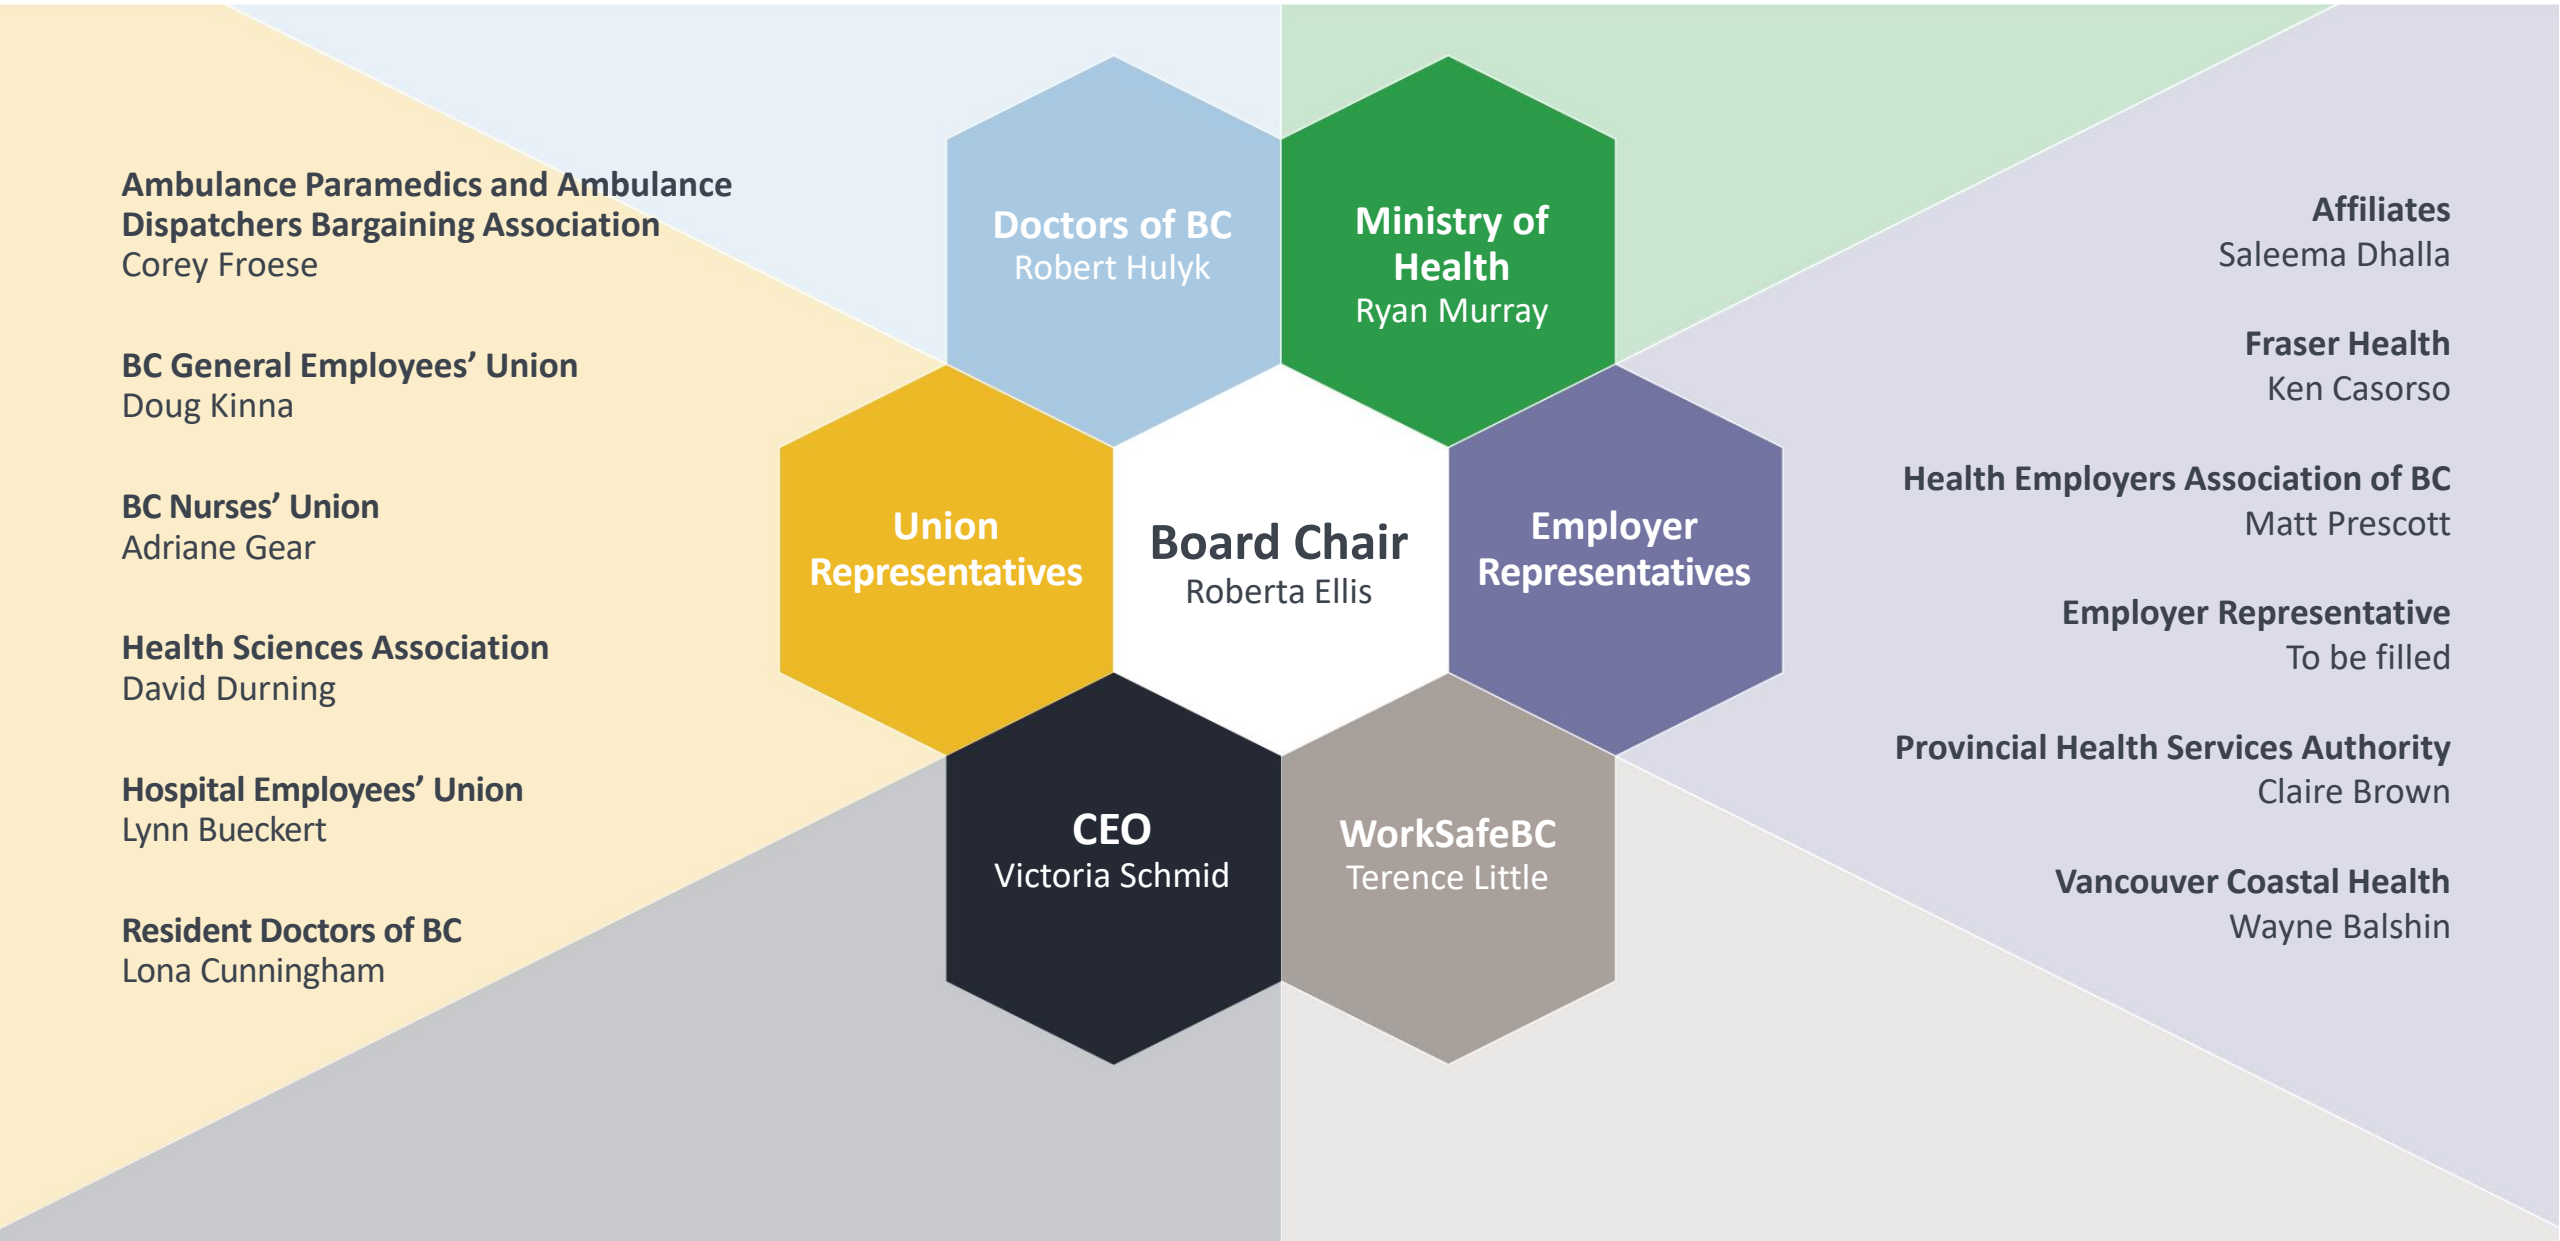 Ambulance Paramedics and Ambulance
Dispatchers Bargaining Association
Corey Froese
BC General Employees’ Union
Doug Kinna
BC Nurses’ Union
Adriane Gear
Health Sciences Association
David Durning
Hospital Employees’ Union
Lynn Bueckert
Resident Doctors of BC
Lona Cunningham
Doctors of BC
Robert Hulyk
Ministry of
Health
Ryan Murray
Union
Representatives
Board Chair
Roberta Ellis
Employer
Representatives
CEO
Victoria Schmid
WorkSafeBC
Terence Little
Affiliates
Saleema Dhalla
Fraser Health
Ken Casorso
Health Employers Association of BC
Matt Prescott
Employer Representative
To be filled
Provincial Health Services Authority
Claire Brown
Vancouver Coastal Health
Wayne Balshin